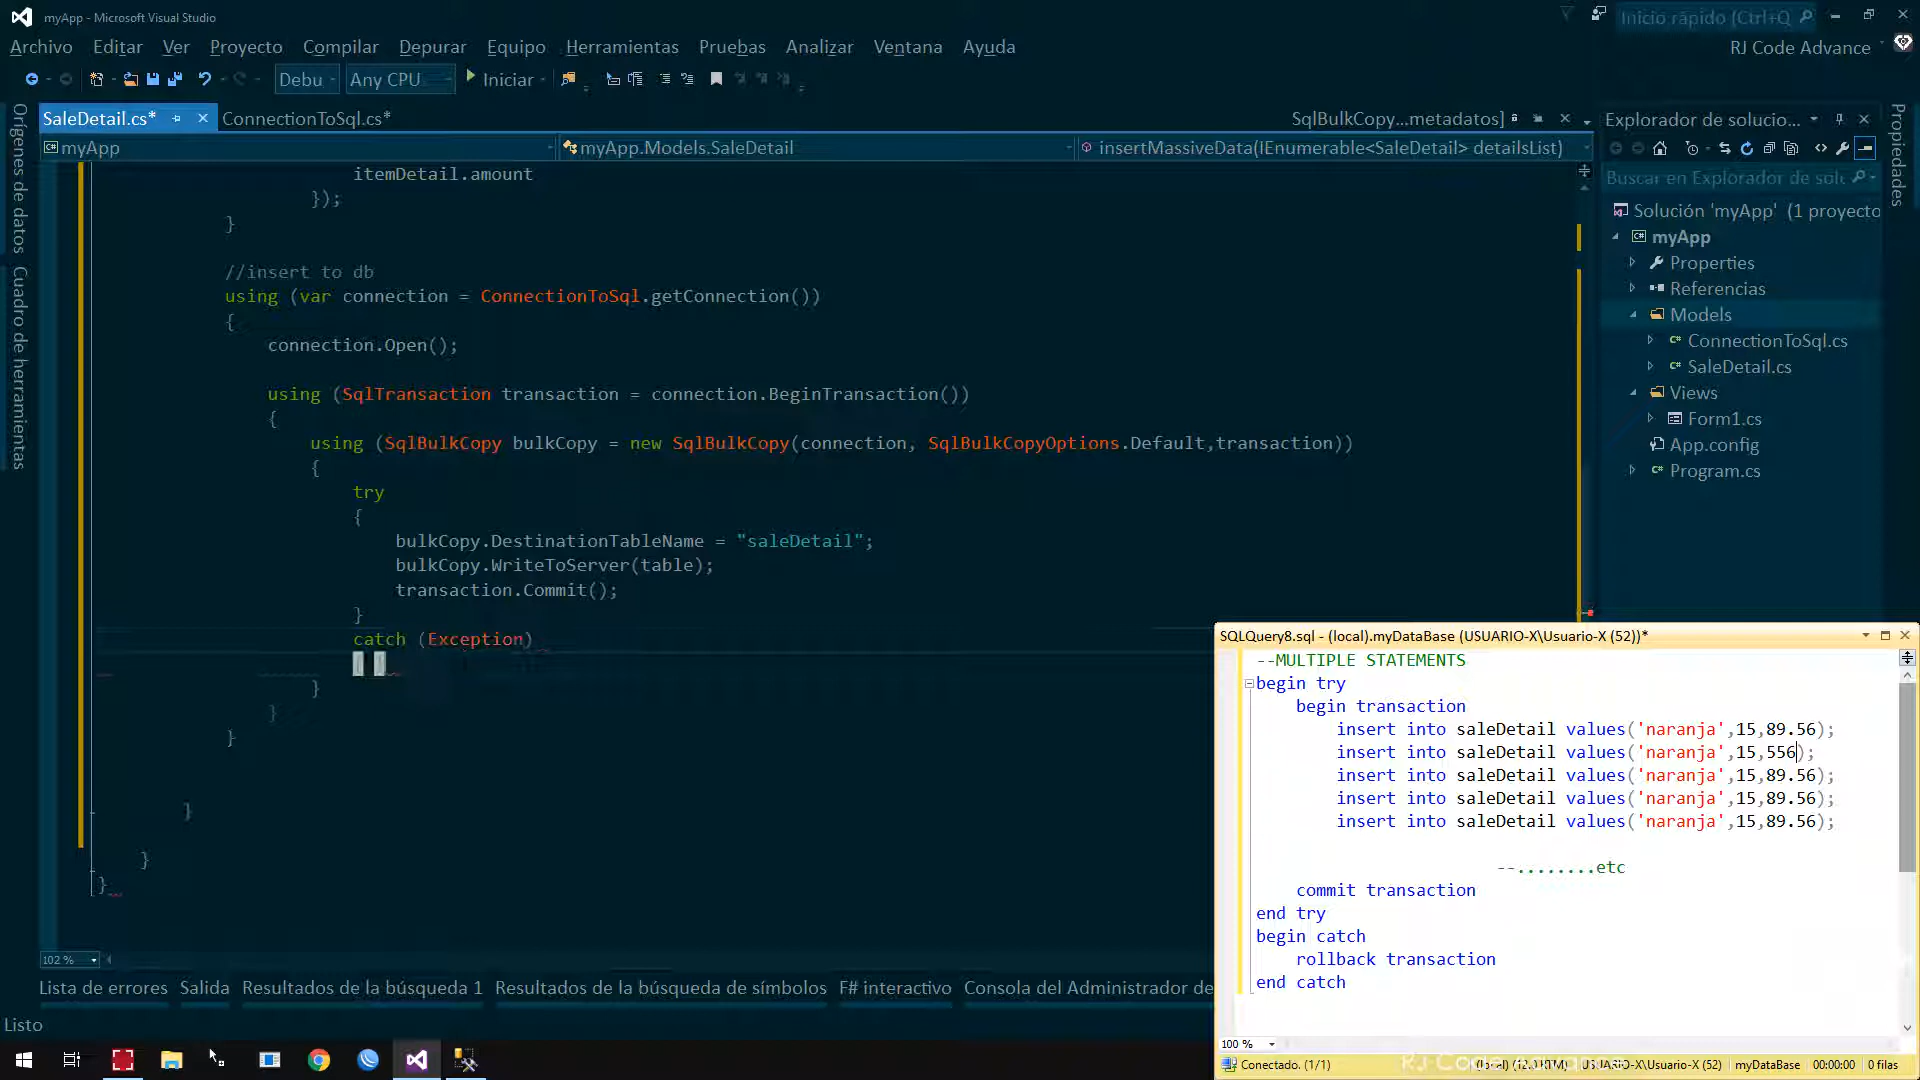 myApp - Microsoft Visual Studio
Inicio rápido (Ctrl+Q
Archivo Editar Ver Proyecto Compilar Depurar Equipo Herramientas Pruebas Analizar Ventana Ayuda
RJ Code Advance
Debu Any CPU Iniciar
SaleDetail.cs* ConnectionToSql.cs*
SqlBulkCopy...metadatos]
Explorador de solucio...
myApp
myApp.Models.SaleDetail
insertMassiveData(IEnumerable<SaleDetail> detailsList)
Orígenes de datos
Cuadro de herramientas
Propiedades
itemDetail.amount
});
}
//insert to db
using (var connection = ConnectionToSql.getConnection())
{
connection.Open();
using (SqlTransaction transaction = connection.BeginTransaction())
{
using (SqlBulkCopy bulkCopy = new SqlBulkCopy(connection, SqlBulkCopyOptions.Default,transaction))
{
try
{
bulkCopy.DestinationTableName = "saleDetail";
bulkCopy.WriteToServer(table);
transaction.Commit();
}
catch (Exception)
{ }
}
}
}
}
}
}
102 %
Buscar en Explorador de solu
Solución 'myApp' (1 proyecto
myApp
Properties
Referencias
Models
ConnectionToSql.cs
SaleDetail.cs
Views
Form1.cs
App.config
Program.cs
SQLQuery8.sql - (local).myDataBase (USUARIO-X\Usuario-X (52))*
--MULTIPLE STATEMENTS
begin try
begin transaction
insert into saleDetail values('naranja',15,89.56);
insert into saleDetail values('naranja',15,556);
insert into saleDetail values('naranja',15,89.56);
insert into saleDetail values('naranja',15,89.56);
insert into saleDetail values('naranja',15,89.56);
--........etc
commit transaction
end try
begin catch
rollback transaction
end catch
100 %
Conectado. (1/1)
USUARIO-X\Usuario-X (52) myDataBase 00:00:00 0 filas
Lista de errores Salida Resultados de la búsqueda 1 Resultados de la búsqueda de símbolos F# interactivo Consola del Administrador de
Listo